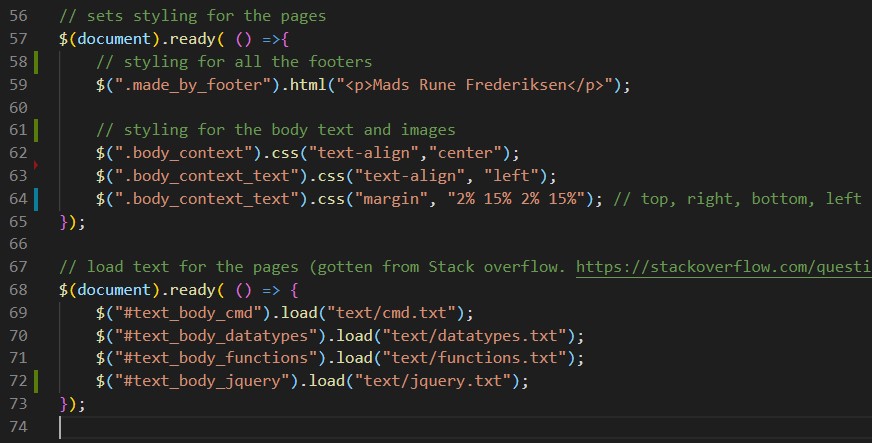 56 // sets styling for the pages
57 $(document).ready( () =>{
58     // styling for all the footers
59     $(".made_by_footer").html("<p>Mads Rune Frederiksen</p>");
60
61     // styling for the body text and images
62     $(".body_context").css("text-align","center");
63     $(".body_context_text").css("text-align", "left");
64     $(".body_context_text").css("margin", "2% 15% 2% 15%"); // top, right, bottom, left
65 });
66
67 // load text for the pages (gotten from Stack overflow. https://stackoverflow.com/questi
68 $(document).ready( () => {
69     $("#text_body_cmd").load("text/cmd.txt");
70     $("#text_body_datatypes").load("text/datatypes.txt");
71     $("#text_body_functions").load("text/functions.txt");
72     $("#text_body_jquery").load("text/jquery.txt");
73 });
74